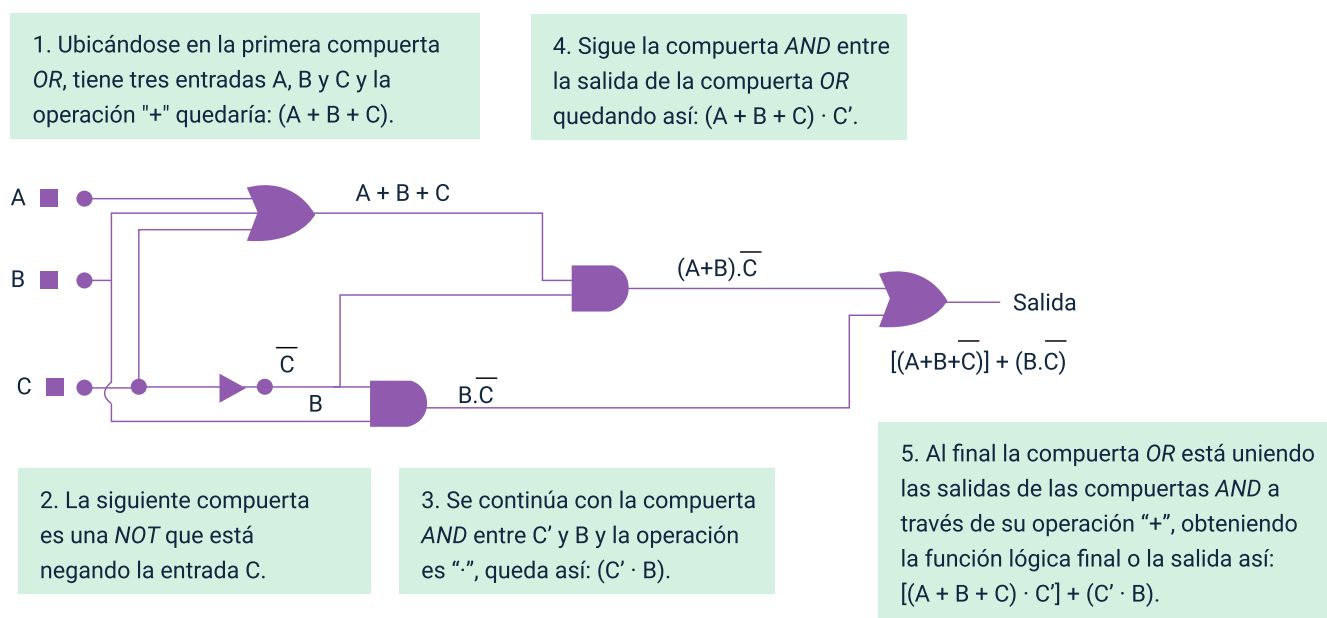 1. Ubicándose en la primera compuerta
OR, tiene tres entradas A, B y C y la
operación "+" quedaría: (A + B + C).
4. Sigue la compuerta AND entre
la salida de la compuerta OR
quedando así: (A + B + C) · C’.
A
A + B + C
B
(A+B).C̅
Salida
[(A+B+C̅)] + (B.C̅)
C
C̅
B
B.C̅
2. La siguiente compuerta
es una NOT que está
negando la entrada C.
3. Se continúa con la compuerta
AND entre C’ y B y la operación
es “·”, queda así: (C’ · B).
5. Al final la compuerta OR está uniendo
las salidas de las compuertas AND a
través de su operación “+”, obteniendo
la función lógica final o la salida así:
[(A + B + C) · C’] + (C’ · B).